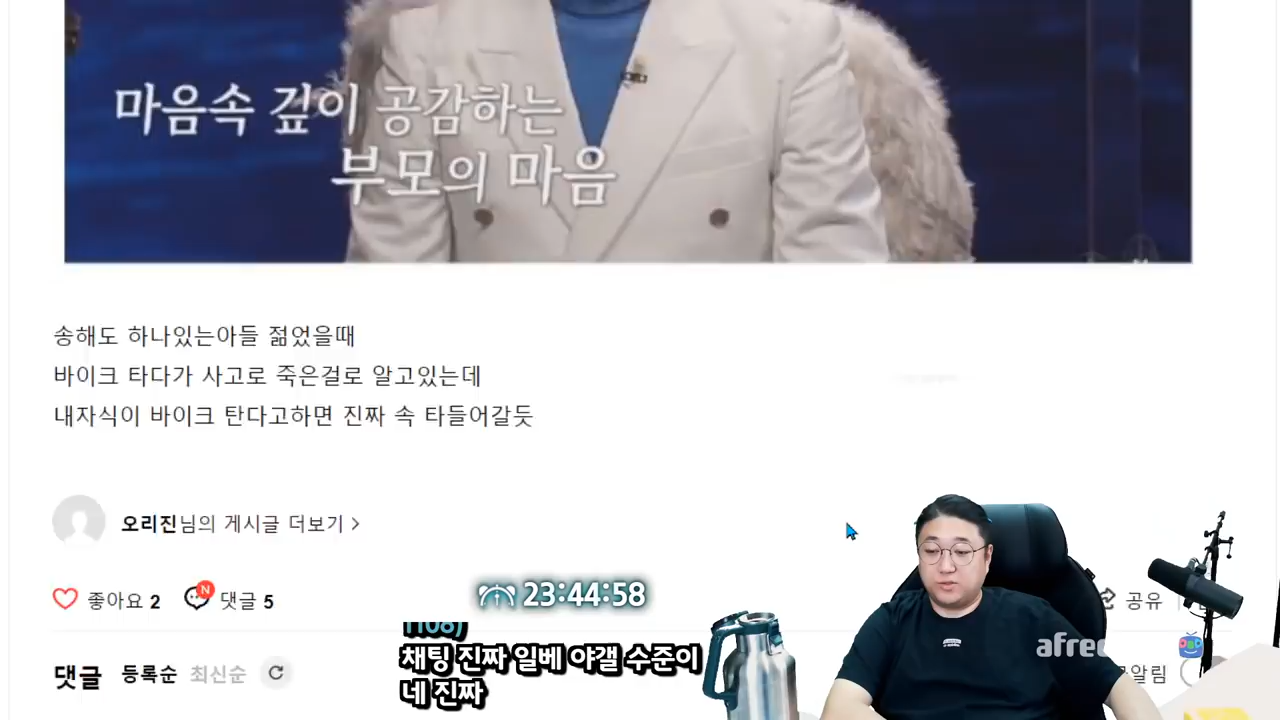 마음속 깊이 공감하는
부모의 마음
송해도 하나있는아들 젊었을때
바이크 타다가 사고로 죽은걸로 알고있는데
내자식이 바이크 탄다고하면 진짜 속 타들어갈듯
오리진님의 게시글 더보기 >
좋아요 2 N 댓글 5
공유
23:44:58
채팅 진짜 일베 야갤 수준이
네 진짜
댓글 등록순 최신순
알림
afree